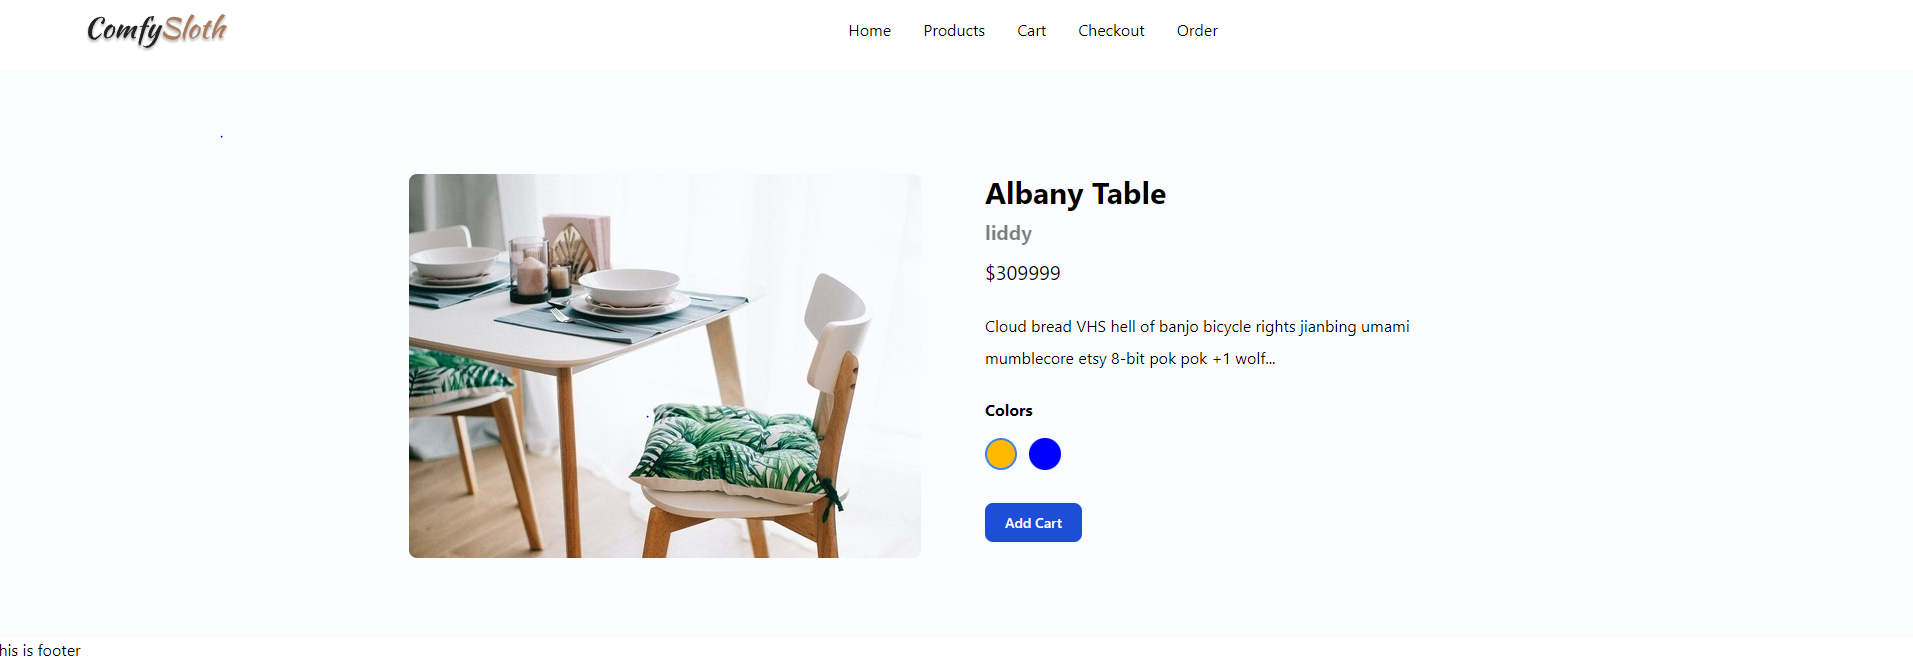 ComfySloth
Home Products Cart Checkout Order
Albany Table
liddy
$309999
Cloud bread VHS hell of banjo bicycle rights jianbing umami
mumblecore etsy 8-bit pok pok +1 wolf...
Colors
Add Cart
his is footer